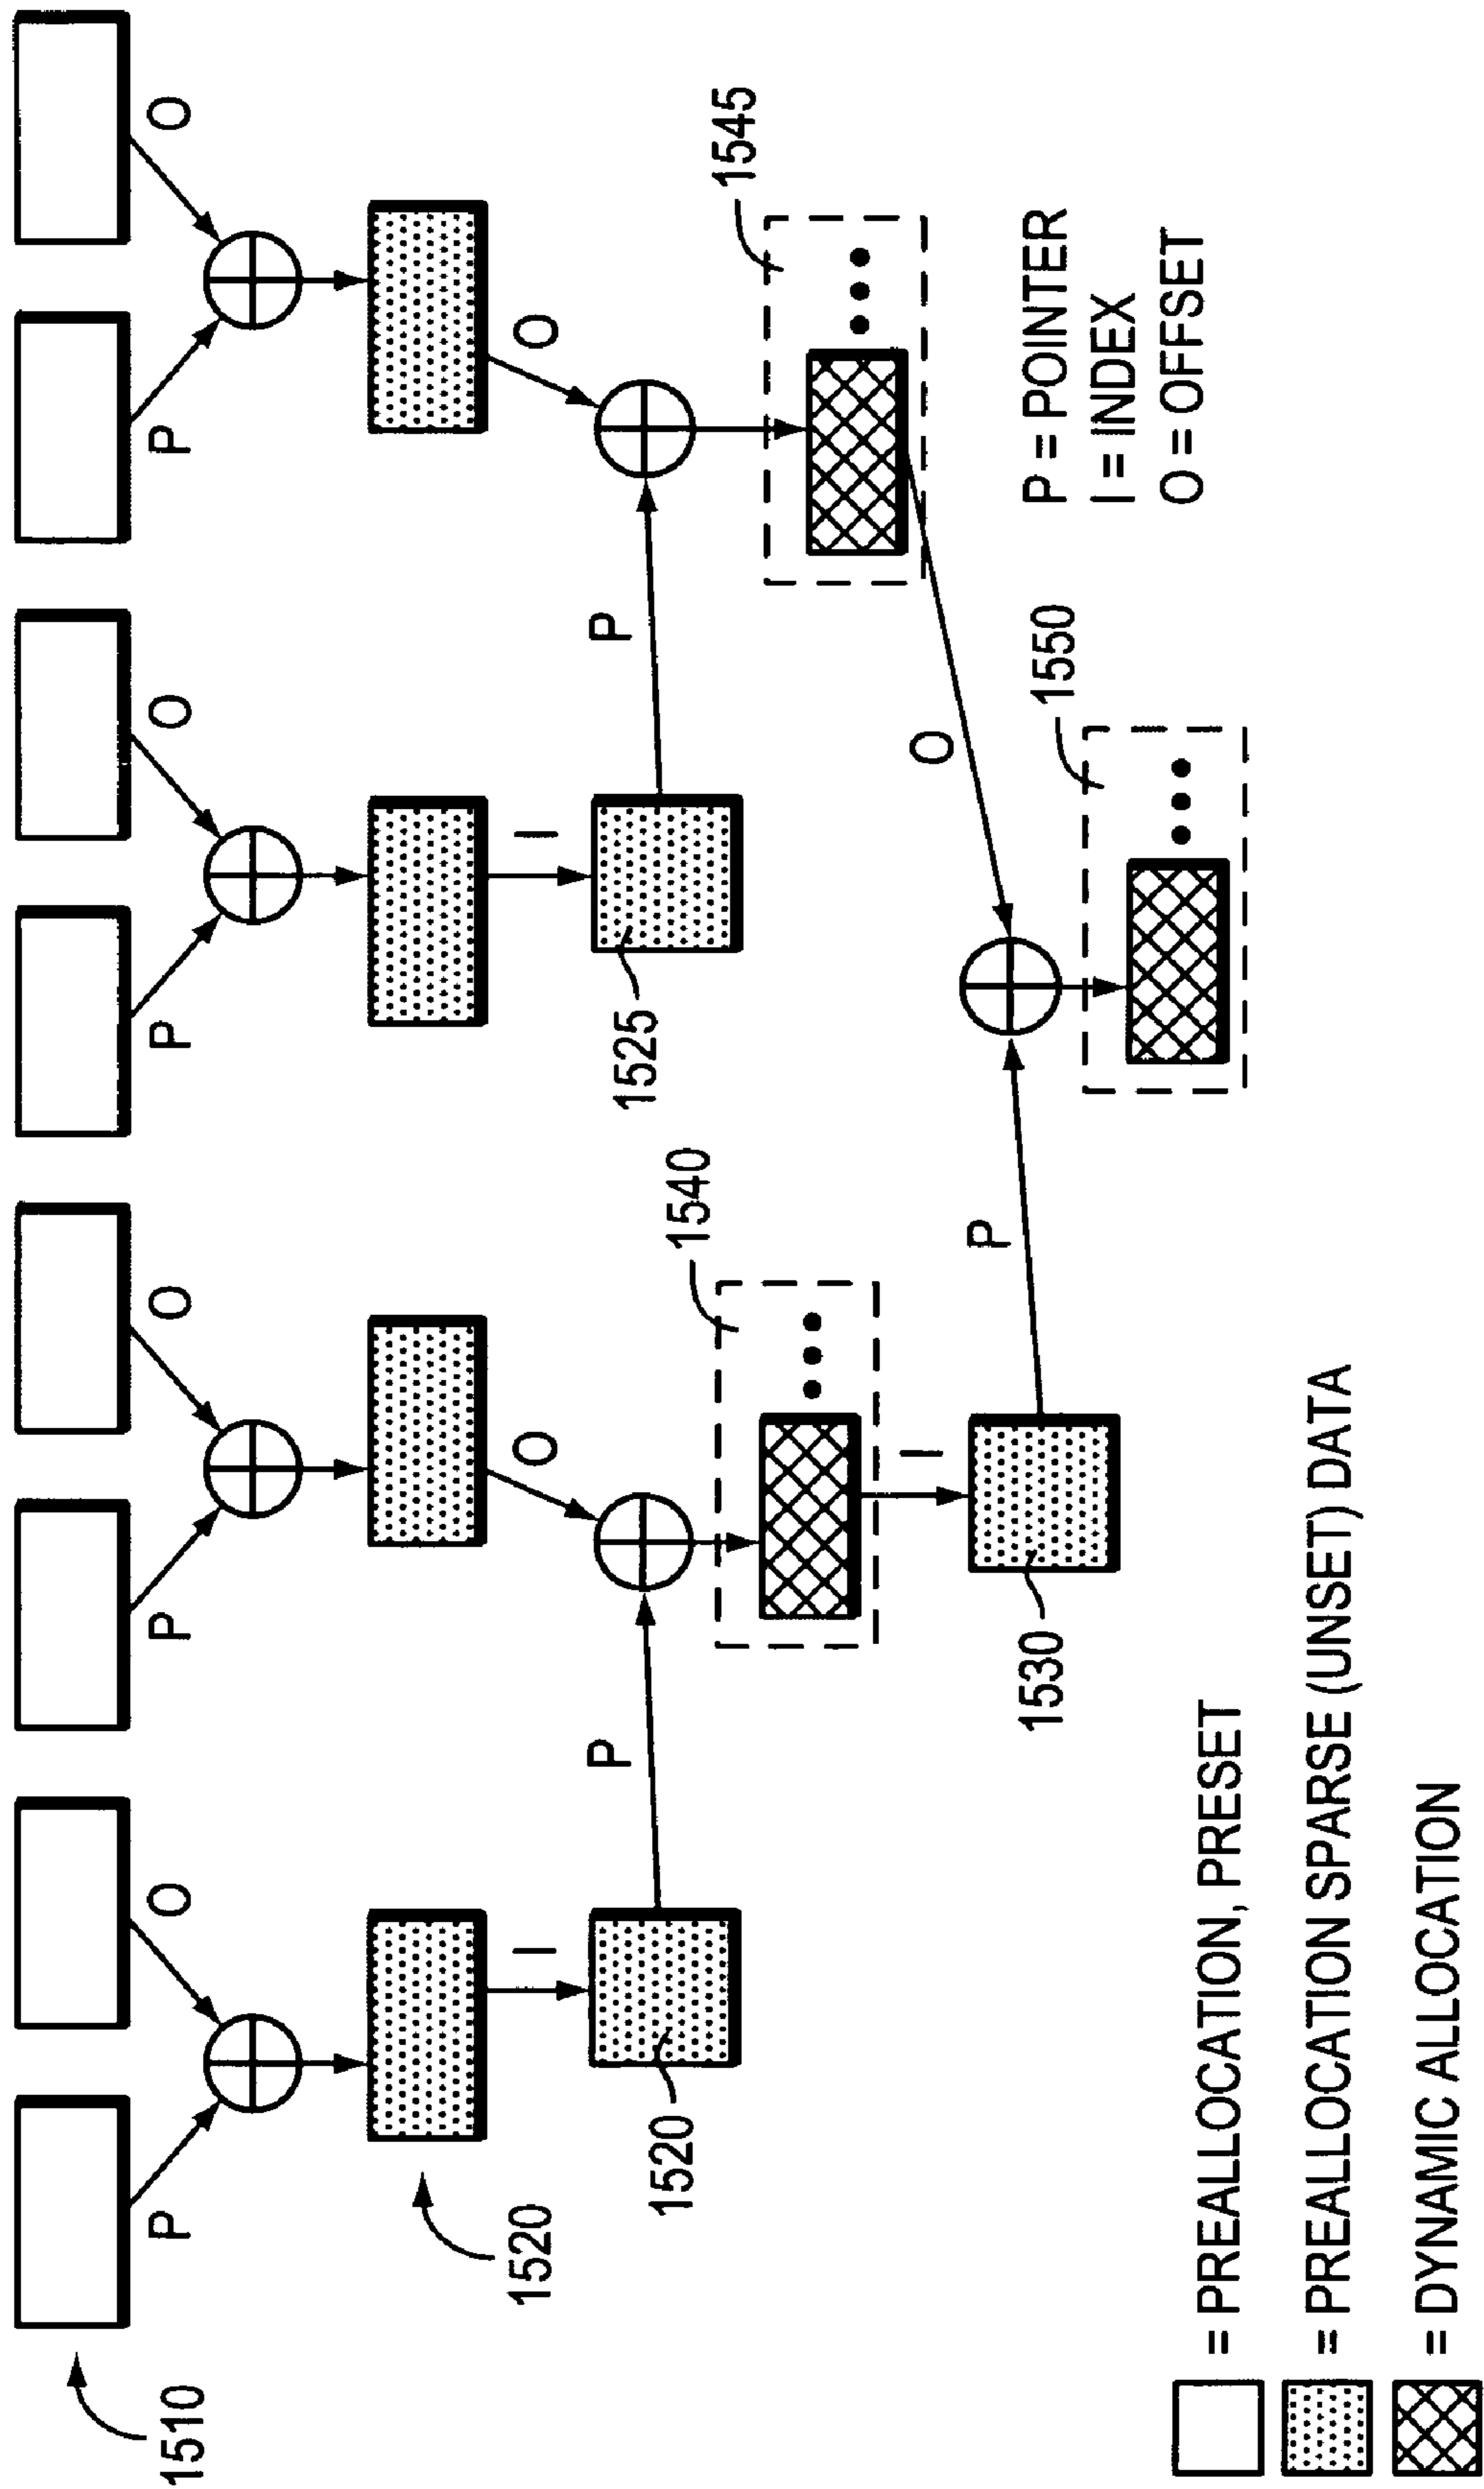 1510
P
O
P
O
P
O
P
O
1520
I
O
I
O
1520
P
1525
P
1540
1545
I
O
1530
P
1550
P = POINTER
I = INDEX
O = OFFSET
= PREALLOCATION, PRESET
= PREALLOCATION SPARSE (UNSET) DATA
= DYNAMIC ALLOCATION